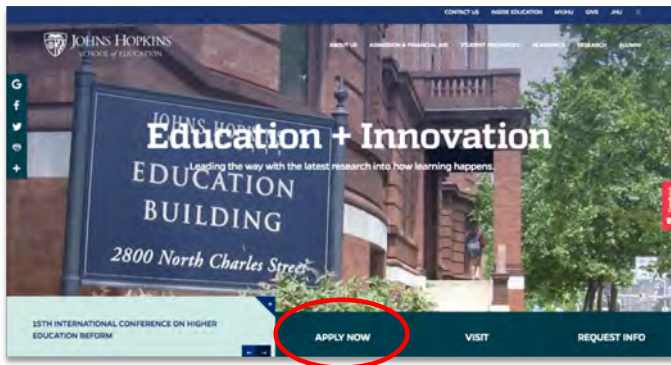 CONTACT US INSIDE EDUCATION MYJHU GIVE JHU
JOHNS HOPKINS
SCHOOL of EDUCATION
ABOUT US ADMISSION & FINANCIAL AID STUDENT RESOURCES ACADEMICS RESEARCH ALUMNI
JOHNS HOPKINS
Education + Innovation
Leading the way with the latest research into how learning happens.
EDUCATION
BUILDING
2800 North Charles Street
15TH INTERNATIONAL CONFERENCE ON HIGHER
EDUCATION REFORM
APPLY NOW VISIT REQUEST INFO